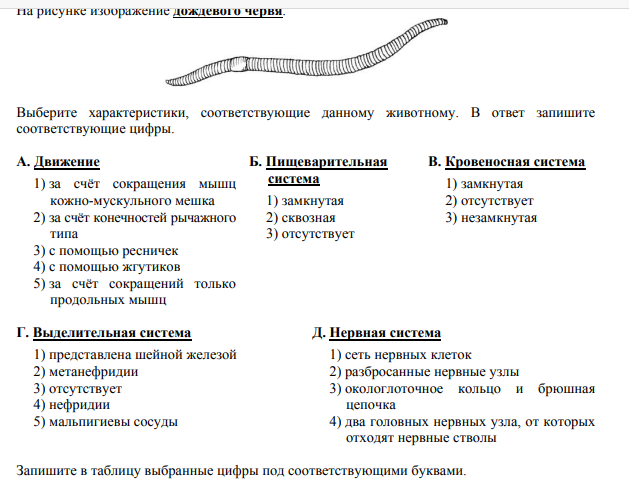 На рисунке изображение дождевого червя.
Выберите характеристики, соответствующие данному животному. В ответ запишите
соответствующие цифры.
А. Движение
1) за счёт сокращения мышц
кожно-мускульного мешка
2) за счёт конечностей рычажного
типа
3) с помощью ресничек
4) с помощью жгутиков
5) за счёт сокращений только
продольных мышц
Б. Пищеварительная
система
1) замкнутая
2) сквозная
3) отсутствует
В. Кровеносная система
1) замкнутая
2) отсутствует
3) незамкнутая
Г. Выделительная система
1) представлена шейной железой
2) метанефридии
3) отсутствует
4) нефридии
5) мальпигиевы сосуды
Д. Нервная система
1) сеть нервных клеток
2) разбросанные нервные узлы
3) окологлоточное кольцо и брюшная
цепочка
4) два головных нервных узла, от которых
отходят нервные стволы
Запишите в таблицу выбранные цифры под соответствующими буквами.